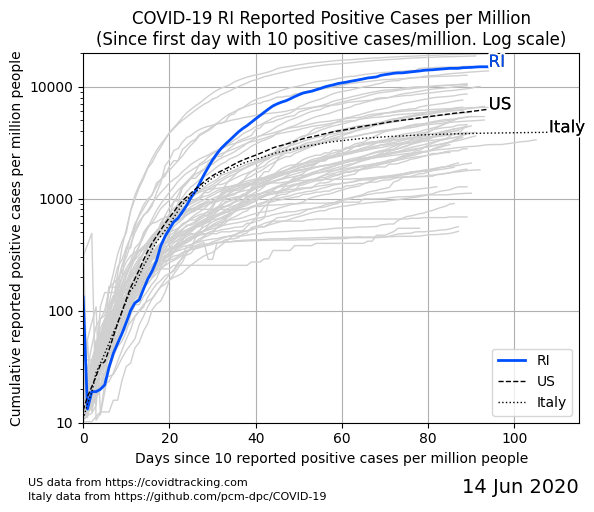 COVID-19 RI Reported Positive Cases per Million
(Since first day with 10 positive cases/million. Log scale)
Cumulative reported positive cases per million people
10000
1000
100
10
RI
US
Italy
RI
US
Italy
0
20
40
60
80
100
Days since 10 reported positive cases per million people
US data from https://covidtracking.com
Italy data from https://github.com/pcm-dpc/COVID-19
14 Jun 2020